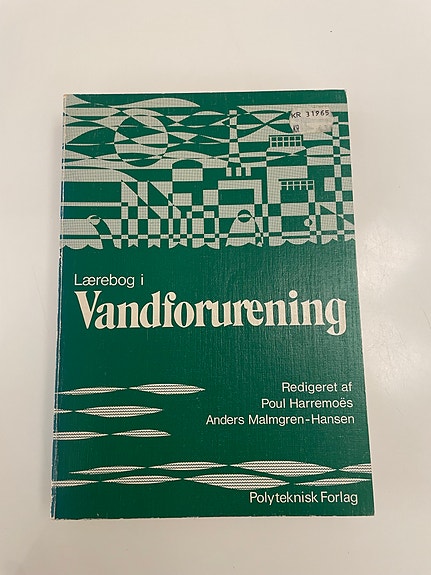 KR 31965
Lærebog i
Vandforurening
Redigeret af
Poul Harremoës
Anders Malmgren-Hansen
Polyteknisk Forlag